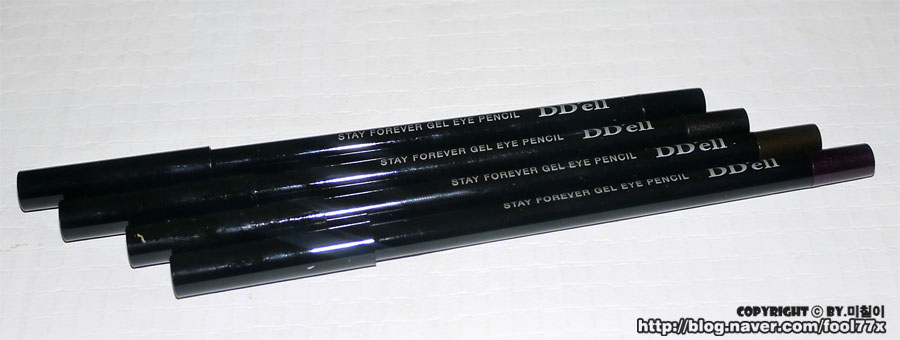 STAY FOREVER GEL EYE PENCIL DD'ell
STAY FOREVER GEL EYE PENCIL DD'ell
STAY FOREVER GEL EYE PENCIL DD'ell
STAY FOREVER GEL EYE PENCIL DD'ell
COPYRIGHT ⓒ BY.미칠이
http://blog.naver.com/fool77x